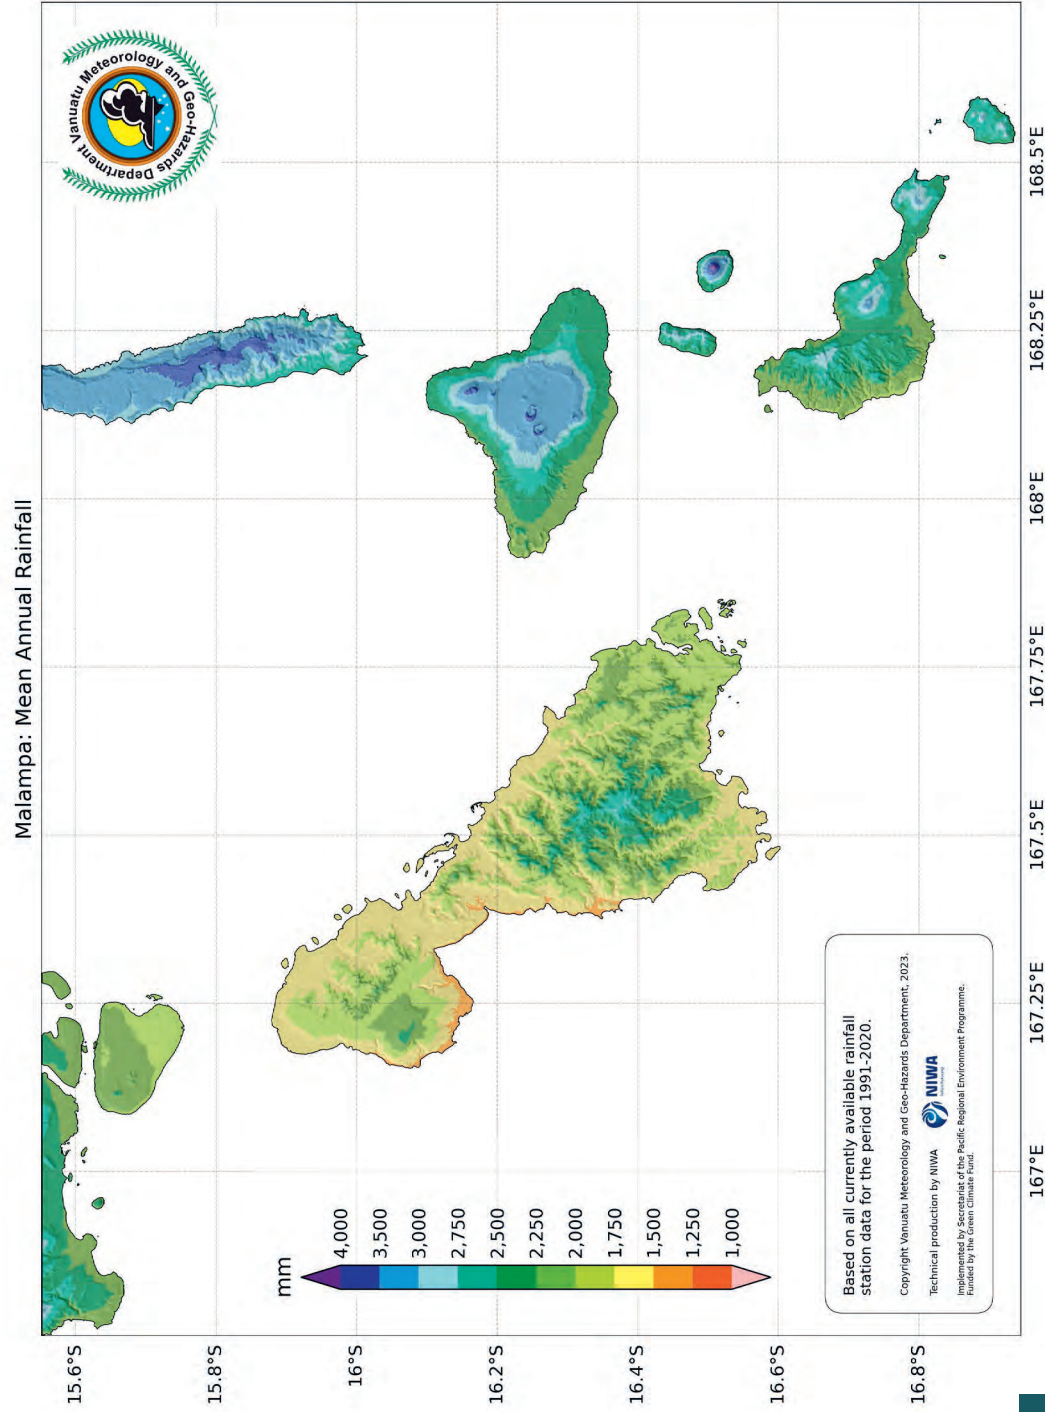 Malampa: Mean Annual Rainfall
Vanuatu Meteorology and Geo-Hazards Department
15.6°S
15.8°S
16°S
16.2°S
16.4°S
16.6°S
16.8°S
167°E
167.25°E
167.5°E
167.75°E
168°E
168.25°E
168.5°E
mm
4,000
3,500
3,000
2,750
2,500
2,250
2,000
1,750
1,500
1,250
1,000
Based on all currently available rainfall
station data for the period 1991-2020.
Copyright Vanuatu Meteorology and Geo-Hazards Department, 2023.
Technical production by NIWA
NIWA
Implemented by Secretariat of the Pacific Regional Environment Programme.
Funded by the Green Climate Fund.